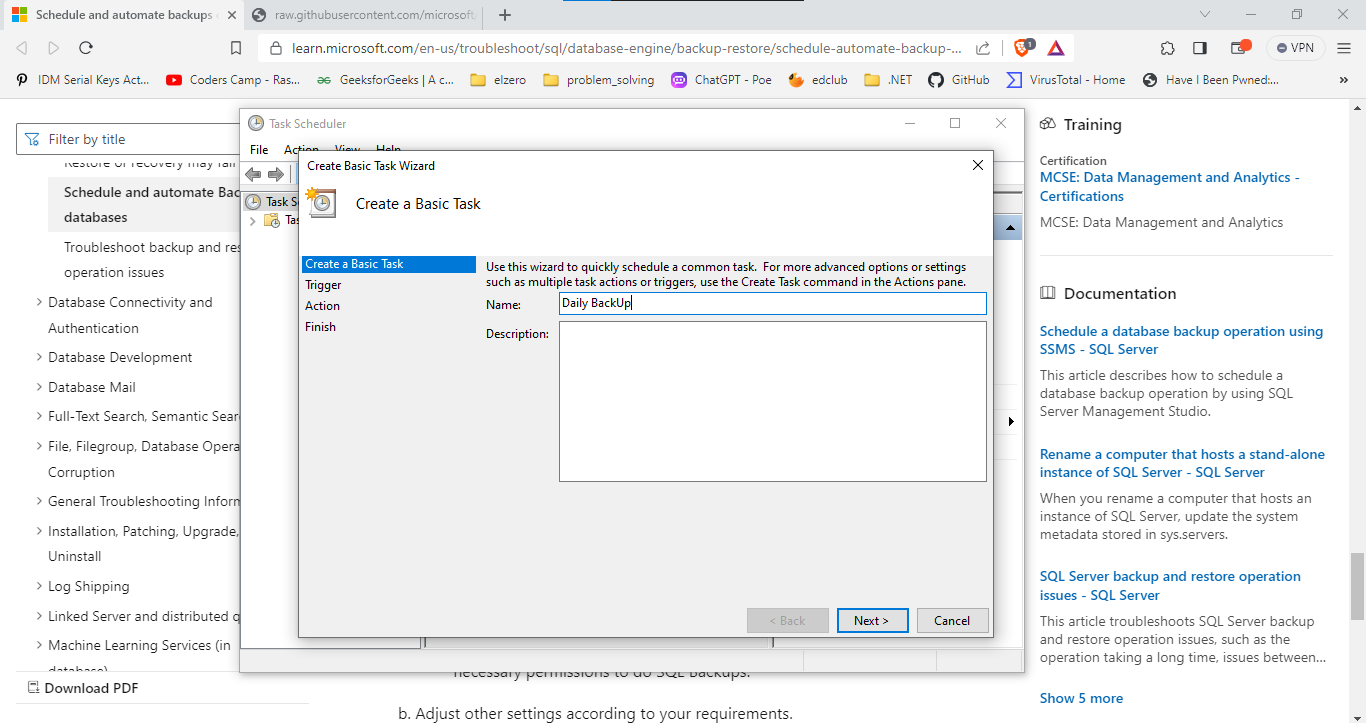 Schedule and automate backups
raw.githubusercontent.com/microsoft
learn.microsoft.com/en-us/troubleshoot/sql/database-engine/backup-restore/schedule-automate-backup-...
1
VPN
IDM Serial Keys Act...
Coders Camp - Ras...
GeeksforGeeks | A c...
elzero
problem_solving
ChatGPT - Poe
edclub
.NET
GitHub
VirusTotal - Home
Have I Been Pwned:...
»
Filter by title
Restore or recovery may fail
Schedule and automate Bac
databases
Troubleshoot backup and res
operation issues
Database Connectivity and
Authentication
Database Development
Database Mail
Full-Text Search, Semantic Sear
File, Filegroup, Database Opera
Corruption
General Troubleshooting Inform
Installation, Patching, Upgrade,
Uninstall
Log Shipping
Linked Server and distributed q
Machine Learning Services (in
database)
Download PDF
Task Scheduler
File Action View Help
Task S
Tas
Create Basic Task Wizard
Create a Basic Task
Create a Basic Task
Trigger
Action
Finish
Use this wizard to quickly schedule a common task. For more advanced options or settings
such as multiple task actions or triggers, use the Create Task command in the Actions pane.
Name: Daily BackUp
Description:
< Back
Next >
Cancel
necessary permissions to do SQL Backups.
b. Adjust other settings according to your requirements.
Training
Certification
MCSE: Data Management and Analytics -
Certifications
MCSE: Data Management and Analytics
Documentation
Schedule a database backup operation using
SSMS - SQL Server
This article describes how to schedule a
database backup operation by using SQL
Server Management Studio.
Rename a computer that hosts a stand-alone
instance of SQL Server - SQL Server
When you rename a computer that hosts an
instance of SQL Server, update the system
metadata stored in sys.servers.
SQL Server backup and restore operation
issues - SQL Server
This article troubleshoots SQL Server backup
and restore operation issues, such as the
operation taking a long time, issues between...
Show 5 more